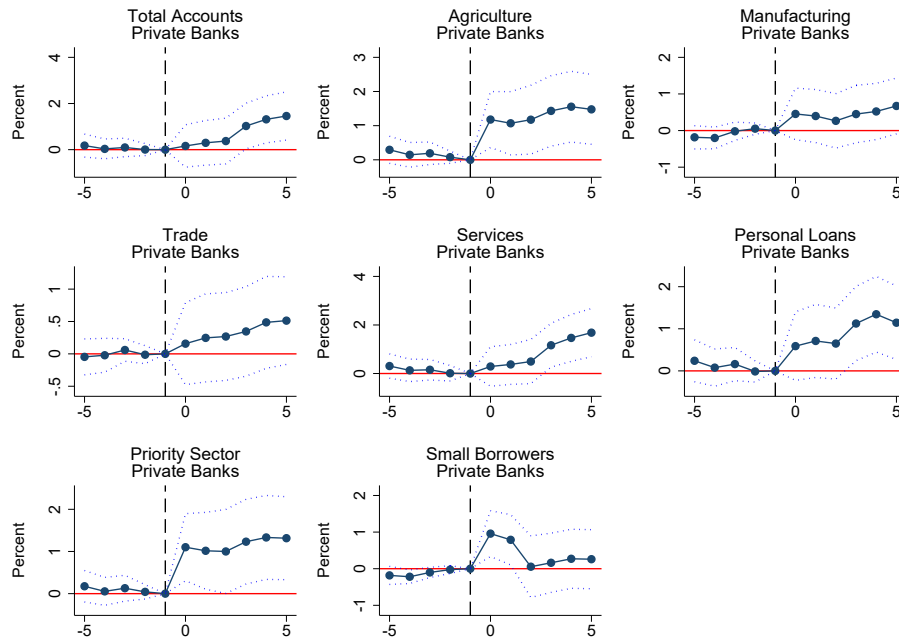 Total Accounts
Private Banks
Percent
4
2
0
-5
0
5
Agriculture
Private Banks
Percent
3
2
1
0
-5
0
5
Manufacturing
Private Banks
Percent
2
1
0
-1
-5
0
5
Trade
Private Banks
Percent
1
.5
0
-.5
-5
0
5
Services
Private Banks
Percent
4
2
0
-5
0
5
Personal Loans
Private Banks
Percent
2
1
0
-5
0
5
Priority Sector
Private Banks
Percent
2
1
0
-5
0
5
Small Borrowers
Private Banks
Percent
2
1
0
-1
-5
0
5